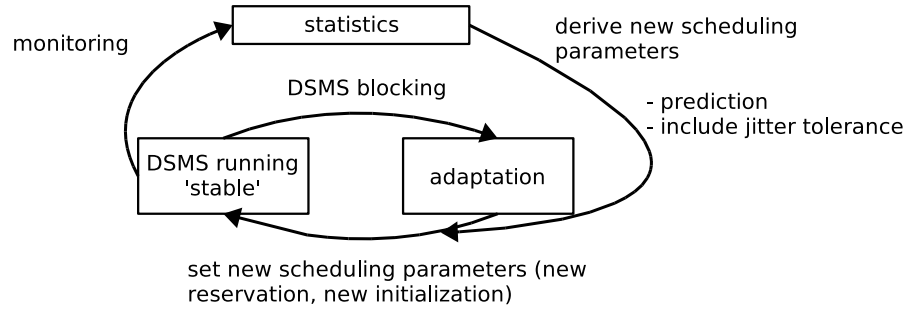 statistics
monitoring
derive new scheduling
parameters
- prediction
- include jitter tolerance
DSMS blocking
DSMS running
'stable'
adaptation
set new scheduling parameters (new
reservation, new initialization)